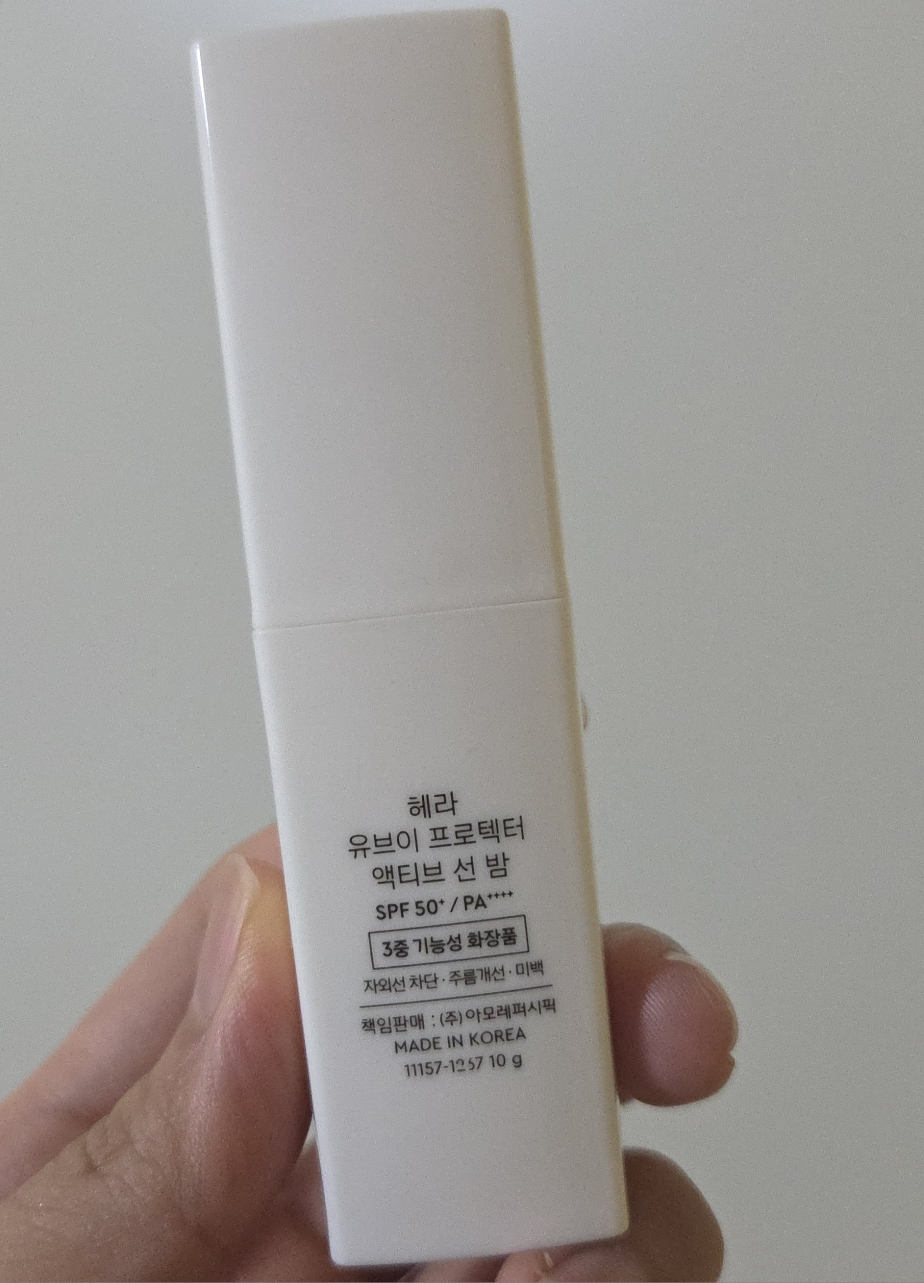 헤라
유브이 프로텍터
액티브 선 밤
SPF 50⁺ / PA⁺⁺⁺⁺
3중 기능성 화장품
자외선 차단 · 주름개선 · 미백
책임판매 : (주)아모레퍼시픽
MADE IN KOREA
10 g